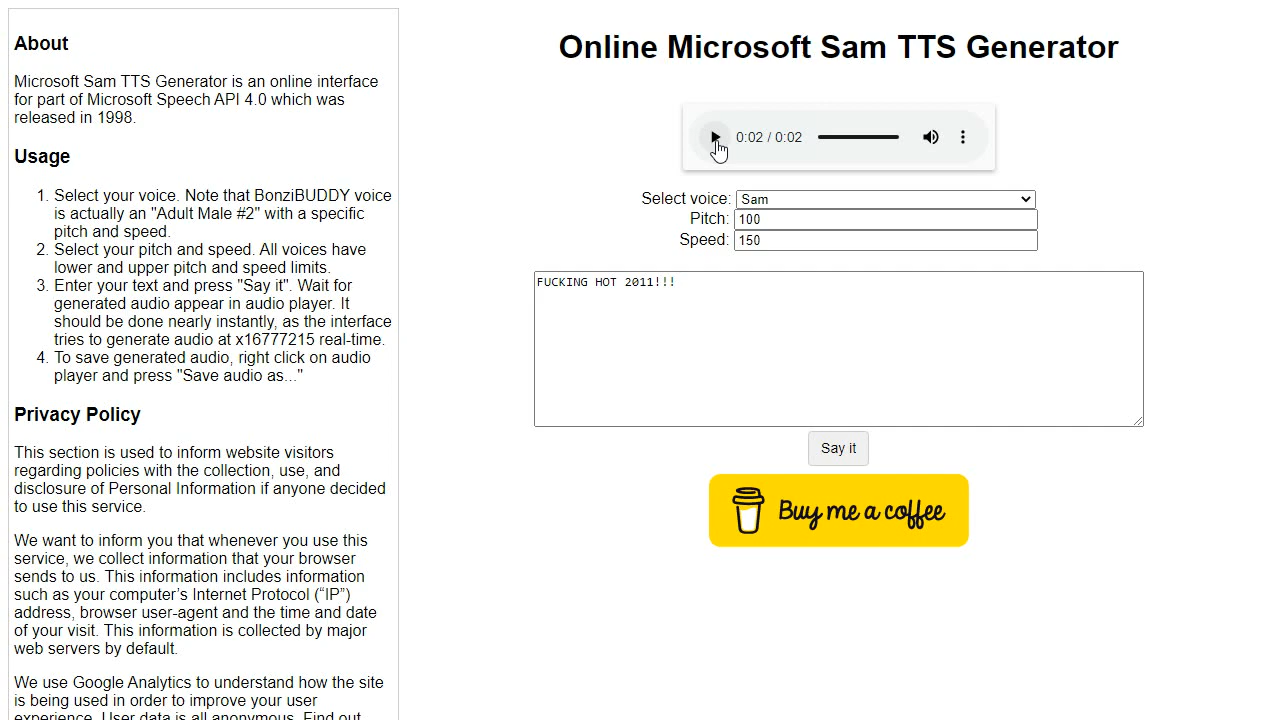 About
Microsoft Sam TTS Generator is an online interface
for part of Microsoft Speech API 4.0 which was
released in 1998.
Usage
1. Select your voice. Note that BonziBUDDY voice
is actually an "Adult Male #2" with a specific
pitch and speed.
2. Select your pitch and speed. All voices have
lower and upper pitch and speed limits.
3. Enter your text and press "Say it". Wait for
generated audio appear in audio player. It
should be done nearly instantly, as the interface
tries to generate audio at x16777215 real-time.
4. To save generated audio, right click on audio
player and press "Save audio as..."
Privacy Policy
This section is used to inform website visitors
regarding policies with the collection, use, and
disclosure of Personal Information if anyone decided
to use this service.
We want to inform you that whenever you use this
service, we collect information that your browser
sends to us. This information includes information
such as your computer’s Internet Protocol (“IP”)
address, browser user-agent and the time and date
of your visit. This information is collected by major
web servers by default.
We use Google Analytics to understand how the site
is being used in order to improve your user
experience. User data is all anonymous. Find out
Online Microsoft Sam TTS Generator
0:02 / 0:02
Select voice: Sam
Pitch: 100
Speed: 150
FUCKING HOT 2011!!!
Say it
Buy me a coffee